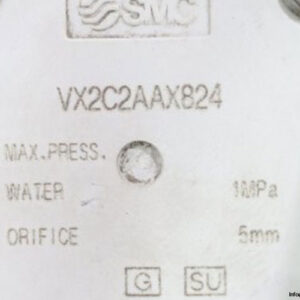 SMC
VX2C2AAX824
MAX.PRESS.
WATER 1MPa
ORIFICE 5mm
G SU